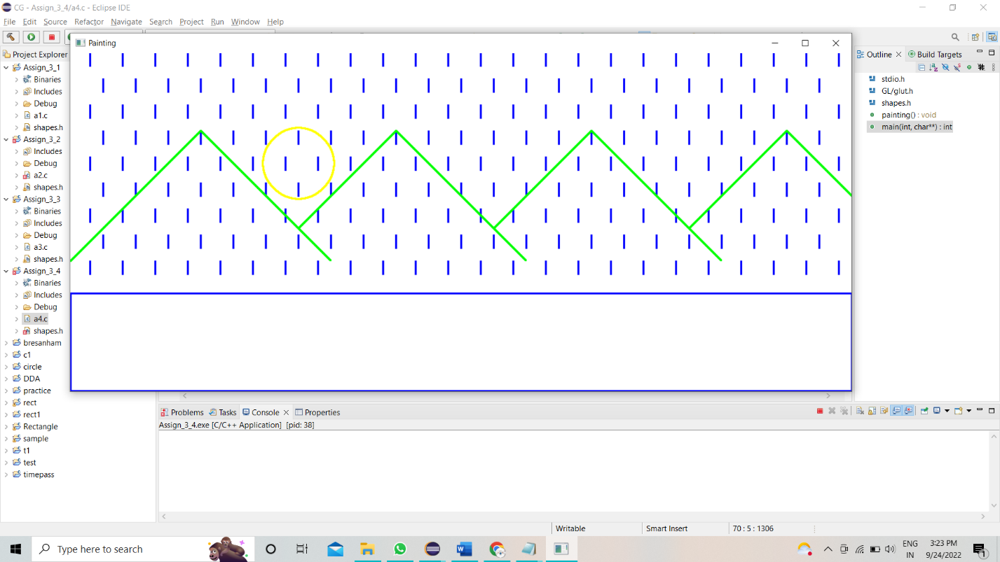 CG - Assign_3_4/a4.c - Eclipse IDE
File Edit Source Refactor Navigate Search Project Run Window Help
Painting
Project Explorer
Assign_3_1
Binaries
Includes
Debug
a1.c
shapes.h
Assign_3_2
Includes
Debug
a2.c
shapes.h
Assign_3_3
Binaries
Includes
Debug
a3.c
shapes.h
Assign_3_4
Binaries
Includes
Debug
a4.c
shapes.h
bresanham
c1
circle
DDA
practice
rect
rect1
Rectangle
sample
t1
test
timepass
Outline Build Targets
stdio.h
GL/glut.h
shapes.h
painting() : void
main(int, char**) : int
Problems Tasks Console Properties
Assign_3_4.exe [C/C++ Application] [pid: 38]
Writable Smart Insert 70 : 5 : 1306
Type here to search
ENG
IN
3:23 PM
9/24/2022
1